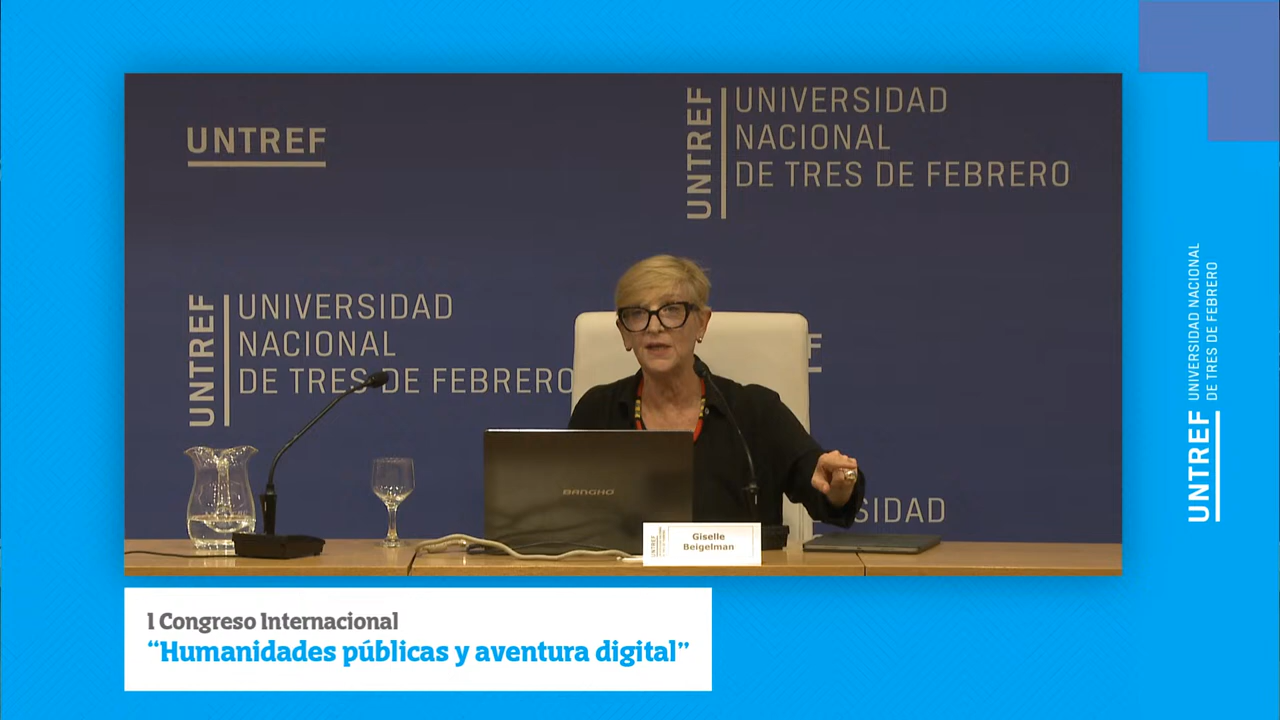 UNTREF
UNTREF
UNIVERSIDAD
NACIONAL
DE TRES DE FEBRERO
UNTREF
UNIVERSIDAD
NACIONAL
DE TRES DE FEBRERO
F
SIDAD
BANGHO
Giselle
Beigelman
1 Congreso Internacional
“Humanidades públicas y aventura digital”
UNTREF
UNIVERSIDAD NACIONAL
DE TRES DE FEBRERO